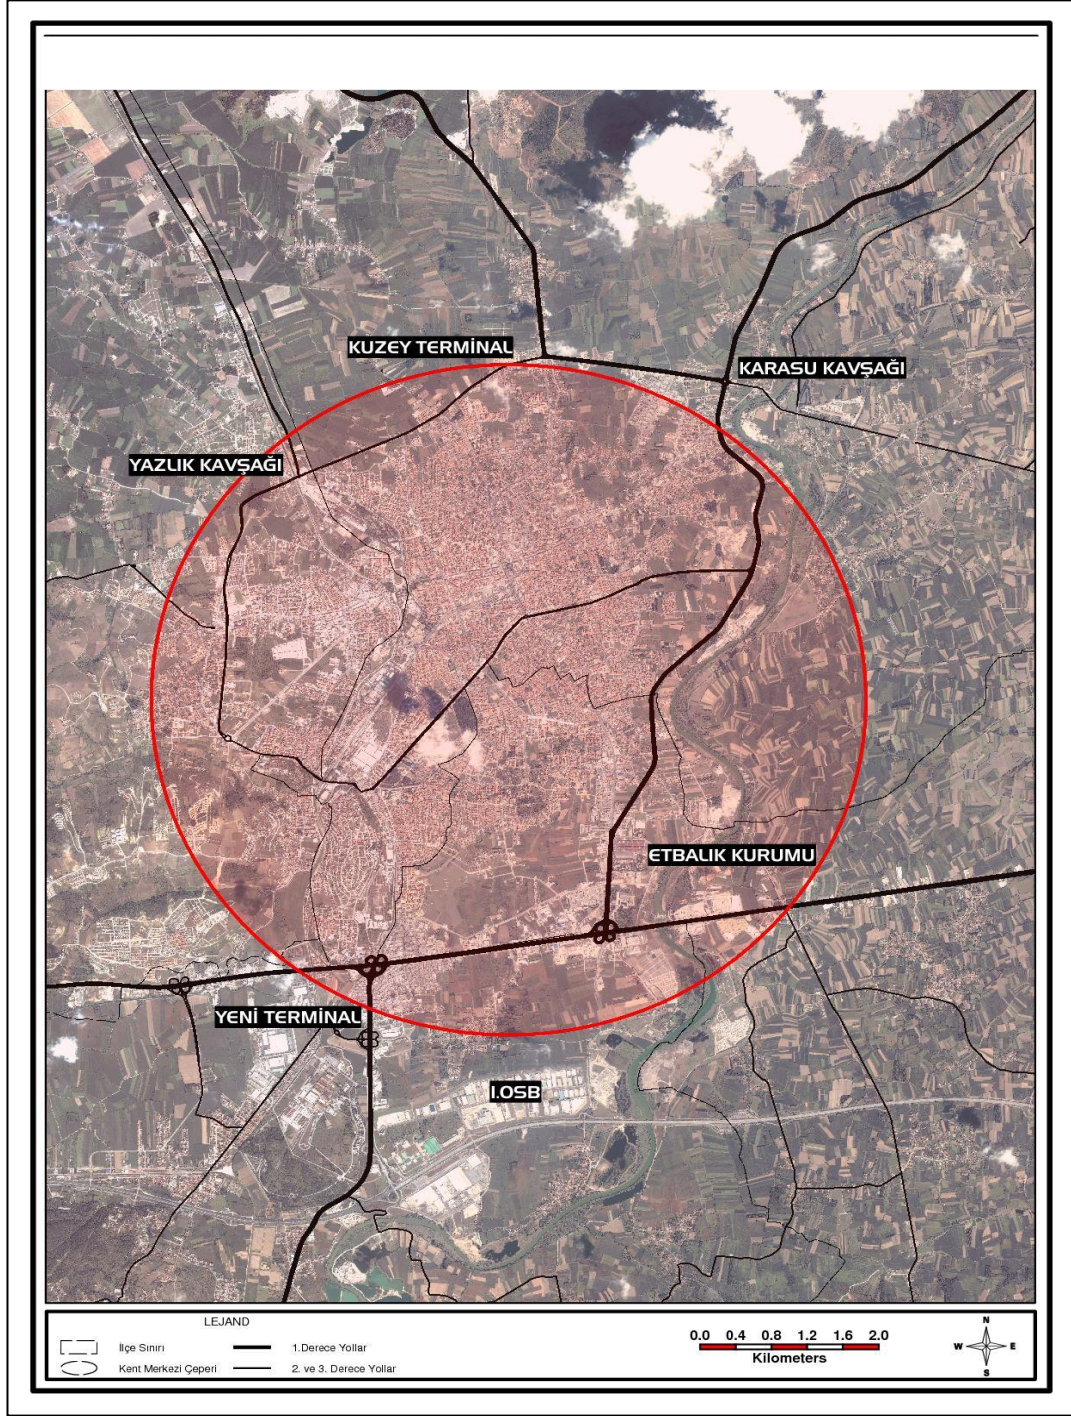 KUZEY TERMİNAL
KARASU KAVŞAĞI
YAZLIK KAVŞAĞI
ETBALIK KURUMU
YENİ TERMİNAL
I.OSB
LEJAND
İlçe Sınırı
1.Derece Yollar
Kent Merkezi Çeperi
2. ve 3. Derece Yollar
0.0 0.4 0.8 1.2 1.6 2.0
Kilometers
N
W E
S